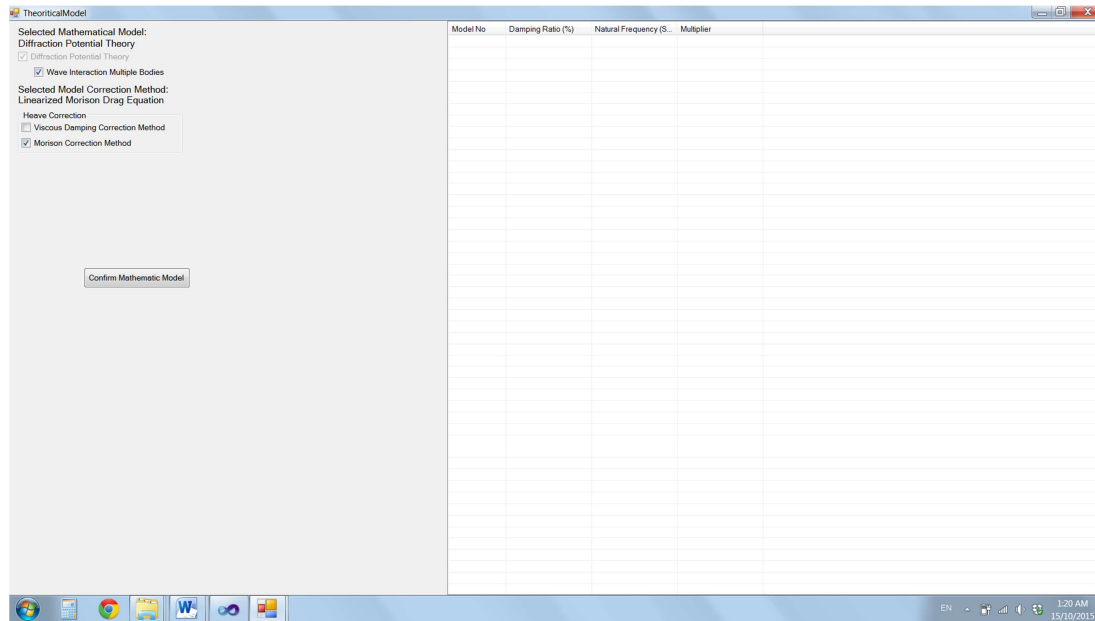 TheoriticalModel
Selected Mathematical Model:
Diffraction Potential Theory
Diffraction Potential Theory
Wave Interaction Multiple Bodies
Selected Model Correction Method:
Linearized Morison Drag Equation
Heave Correction
Viscous Damping Correction Method
Morison Correction Method
Confirm Mathematic Model
Model No Damping Ratio (%) Natural Frequency (S... Multiplier
EN
1:20 AM
15/10/2015